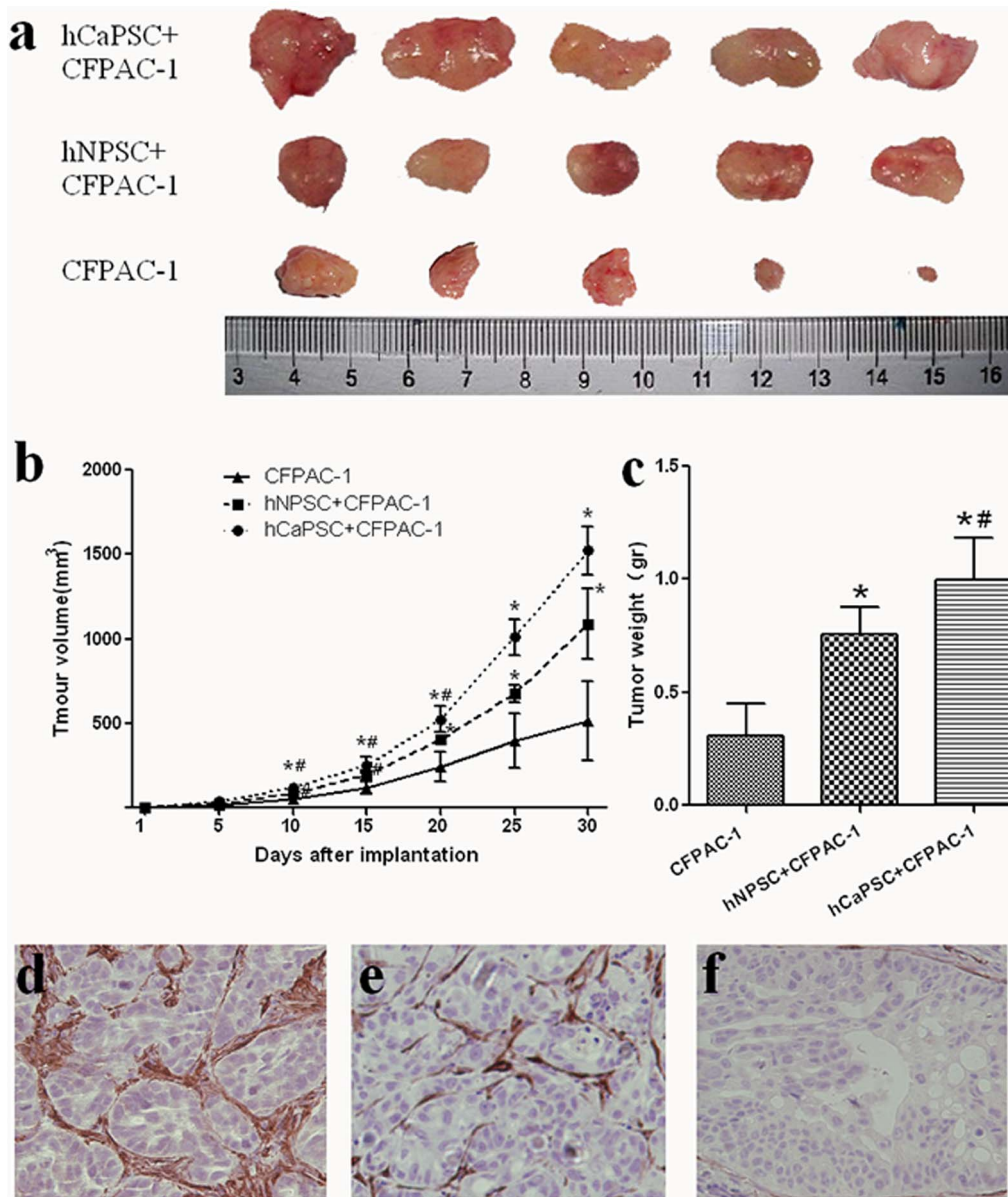 a
hCaPSC+
CFPAC-1
hNPSC+
CFPAC-1
CFPAC-1
3 4 5 6 7 8 9 10 11 12 13 14 15 16
b
2000
1500
1000
500
CFPAC-1
hNPSC+CFPAC-1
hCaPSC+CFPAC-1
Tmour volume(mm³)
*#
#
*#
#
*#
*
*
*
*
*
1 5 10 15 20 25 30
Days after implantation
c
1.5
1.0
0.5
0.0
Tumor weight (gr)
*
*#
CFPAC-1
hNPSC+CFPAC-1
hCaPSC+CFPAC-1
d
e
f